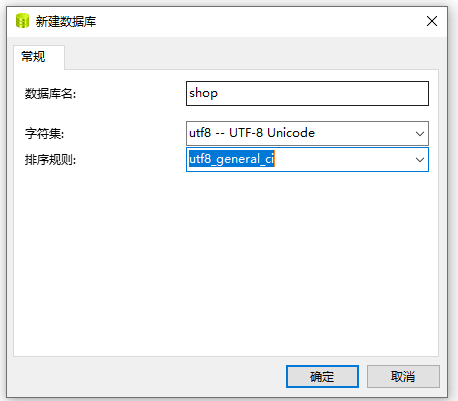 新建数据库
常规
数据库名: shop
字符集: utf8 -- UTF-8 Unicode
排序规则: utf8_general_ci
确定 取消